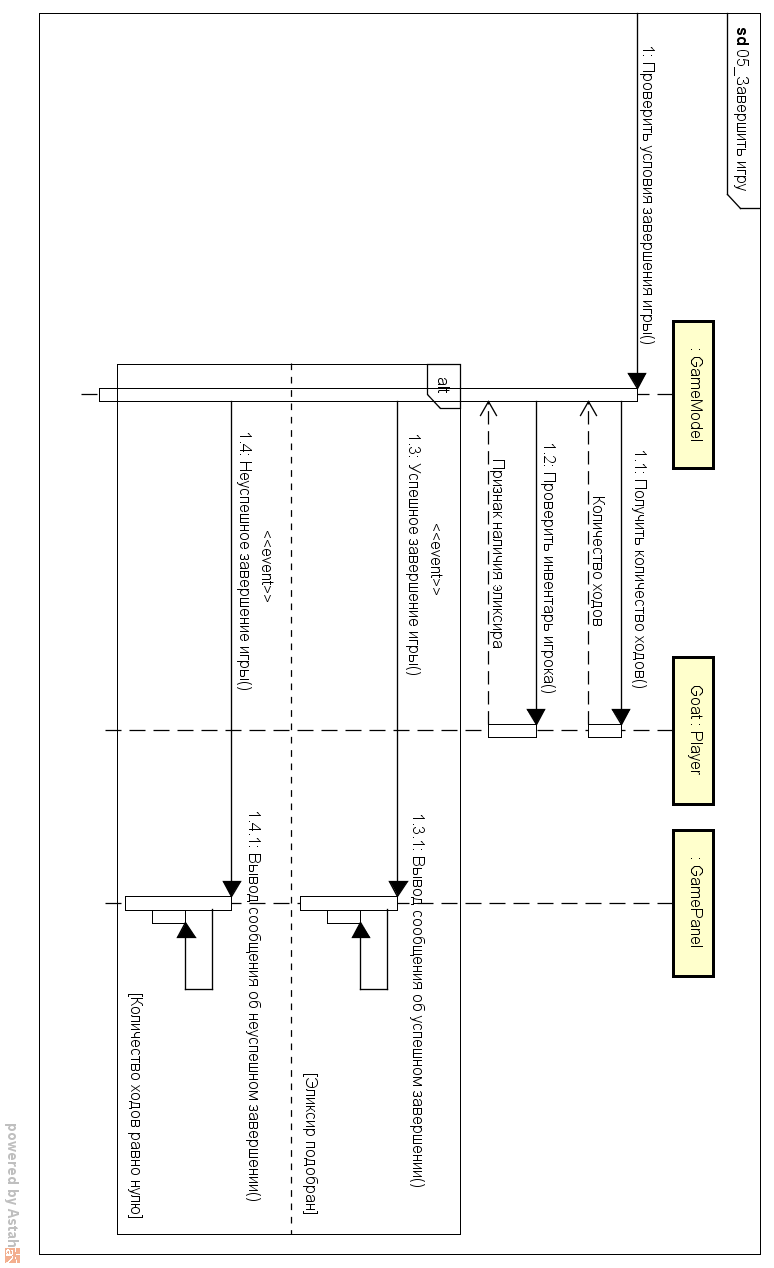 sd 05_Завершить игру
: GameModel
Goat : Player
: GamePanel
1: Проверить условия завершения игры()
1.1: Получить количество ходов()
Количество ходов
1.2: Проверить инвентарь игрока()
Признак наличия эликсира
alt
<<event>>
1.3: Успешное завершение игры()
1.3.1: Вывод сообщения об успешном завершении()
[Эликсир подобран]
<<event>>
1.4: Неуспешное завершение игры()
1.4.1: Вывод сообщения об неуспешном завершении()
[Количество ходов равно нулю]
powered by Astah